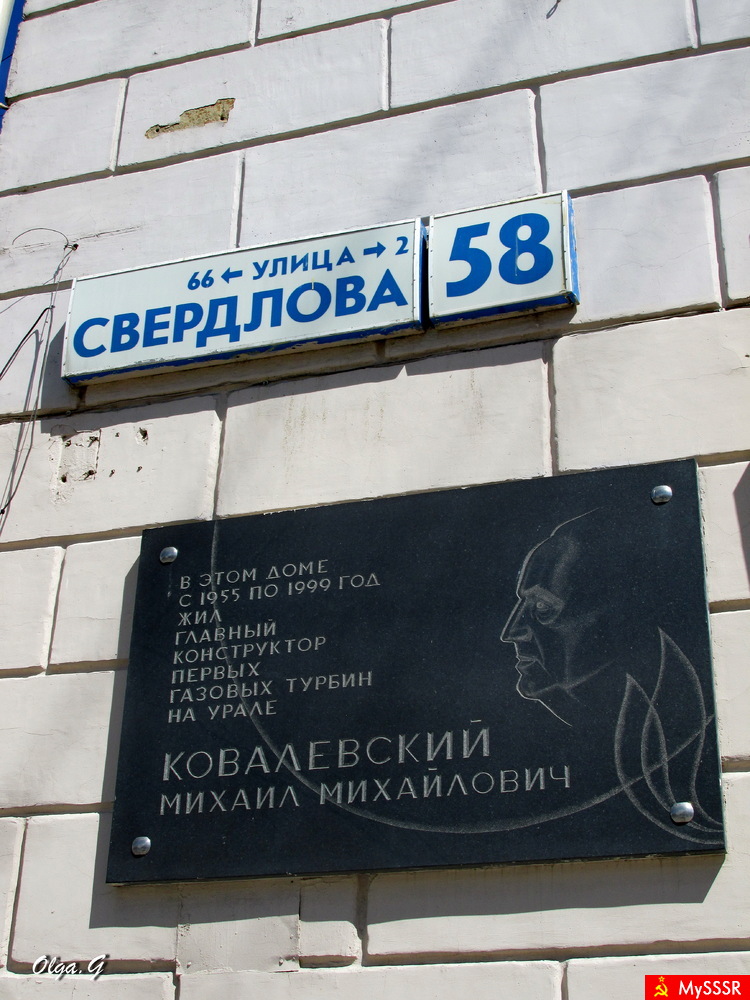 66 ← УЛИЦА → 2
СВЕРДЛОВА
58
В ЭТОМ ДОМЕ
С 1955 ПО 1999 ГОД
ЖИЛ
ГЛАВНЫЙ
КОНСТРУКТОР
ПЕРВЫХ
ГАЗОВЫХ ТУРБИН
НА УРАЛЕ
КОВАЛЕВСКИЙ
МИХАИЛ МИХАЙЛОВИЧ
Olga.G
MySSSR